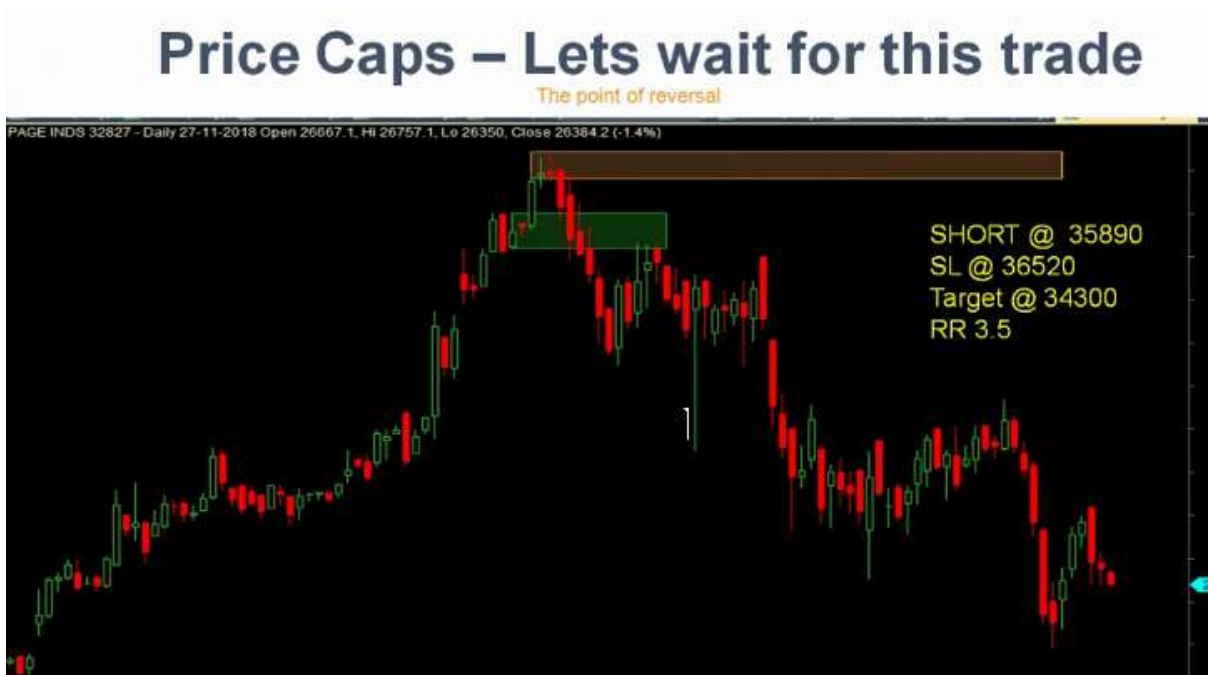 Price Caps – Lets wait for this trade
The point of reversal
PAGE INDS 32827 - Daily 27-11-2018 Open 26667.1, Hi 26757.1, Lo 26350, Close 26384.2 (-1.4%)
SHORT @ 35890
SL @ 36520
Target @ 34300
RR 3.5